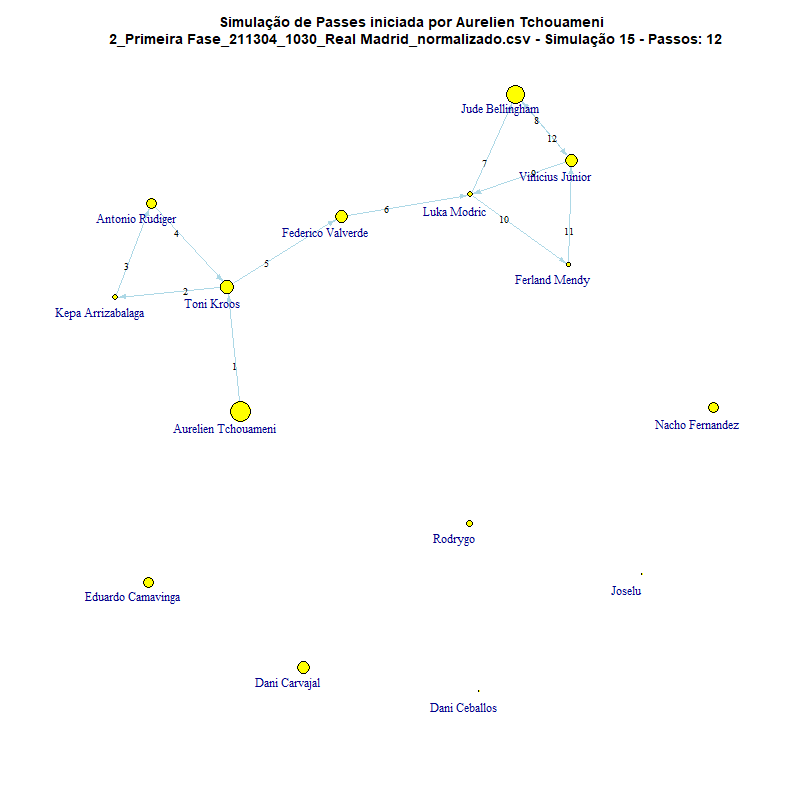 Simulação de Passes iniciada por Aurelien Tchouameni
2_Primeira Fase_211304_1030_Real Madrid_normalizado.csv - Simulação 15 - Passos: 12
Jude Bellingham
8
12
7
9
Vinicius Junior
Antonio Rudiger
6
Luka Modric
10
4
Federico Valverde
11
3
5
Ferland Mendy
2
Toni Kroos
Kepa Arrizabalaga
1
Aurelien Tchouameni
Nacho Fernandez
Rodrygo
Joselu
Eduardo Camavinga
Dani Carvajal
Dani Ceballos